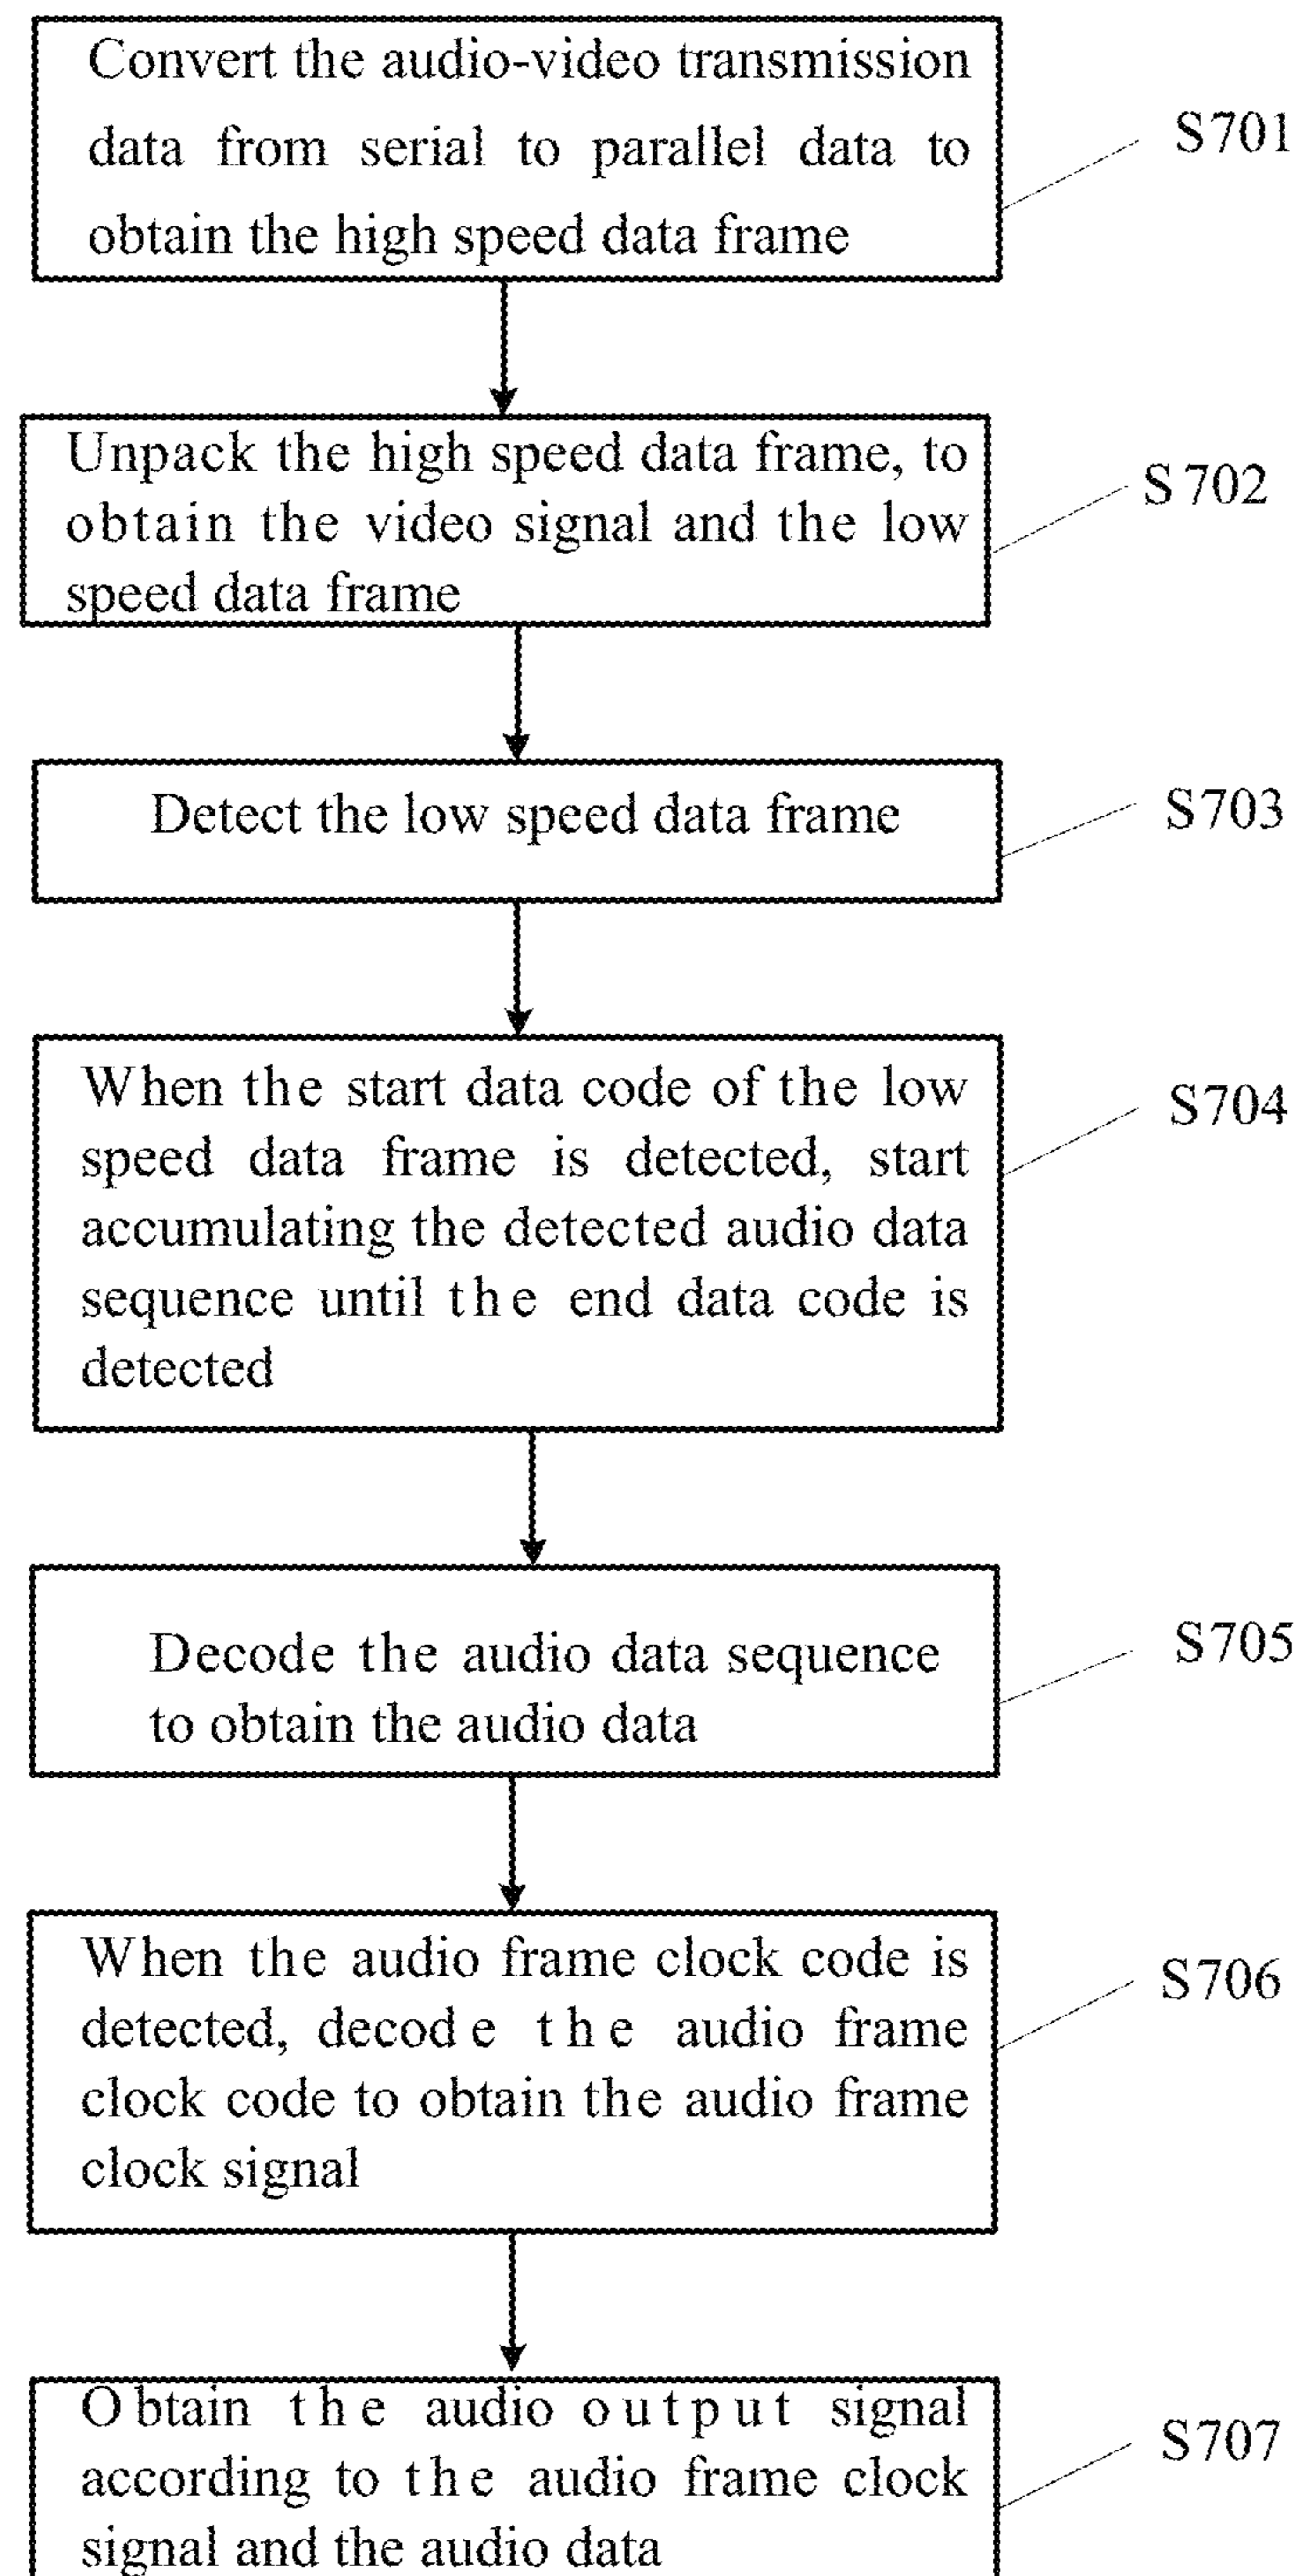 Convert the audio-video transmission
data from serial to parallel data to
obtain the high speed data frame
S701
Unpack the high speed data frame, to
obtain the video signal and the low
speed data frame
S702
Detect the low speed data frame
S703
When the start data code of the low
speed data frame is detected, start
accumulating the detected audio data
sequence until the end data code is
detected
S704
Decode the audio data sequence
to obtain the audio data
S705
When the audio frame clock code is
detected, decode the audio frame
clock code to obtain the audio frame
clock signal
S706
Obtain the audio output signal
according to the audio frame clock
signal and the audio data
S707